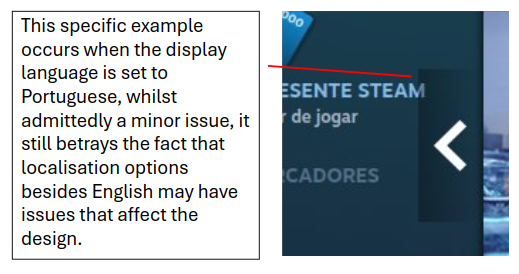 This specific example
occurs when the display
language is set to
Portuguese, whilst
admittedly a minor issue, it
still betrays the fact that
localisation options
besides English may have
issues that affect the
design.
000
ESENTE STEAM
r de jogar
RCADORES